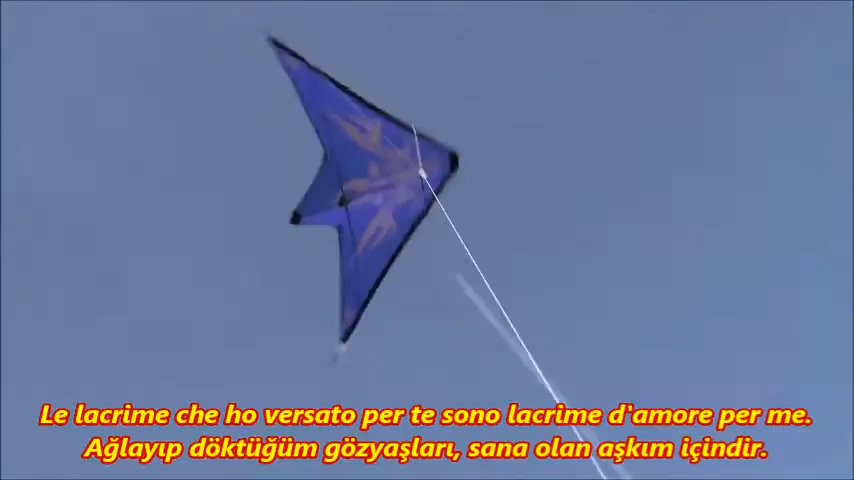 Le lacrime che ho versato per te sono lacrime d'amore per me.
Ağlayıp döktüğüm gözyaşları, sana olan aşkım içindir.